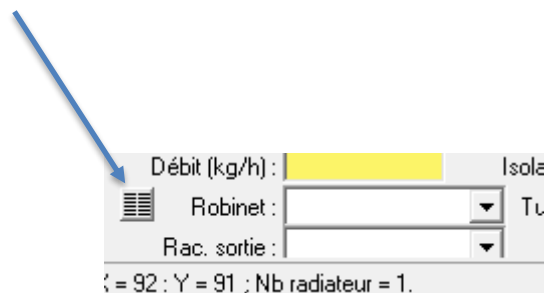 Débit (kg/h) : Isola
Robinet : Tu
Rac. sortie :
= 92 : Y = 91 ; Nb radiateur = 1.